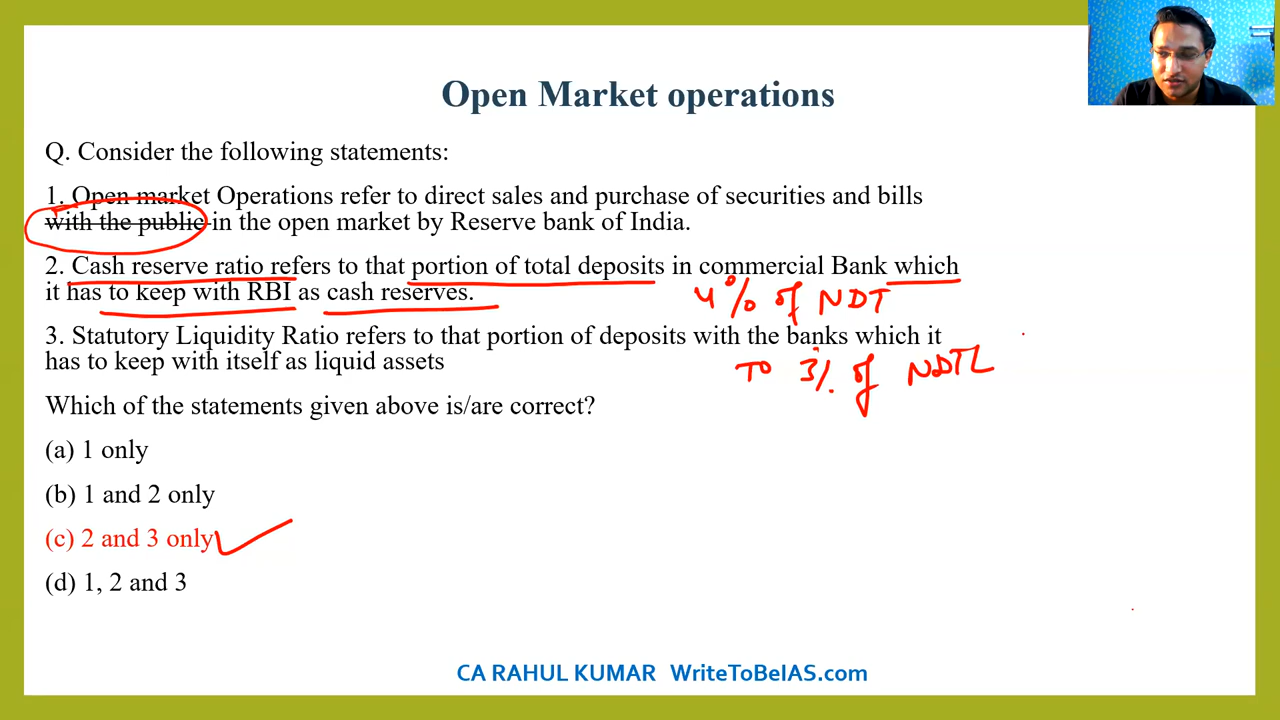 Open Market operations
Q. Consider the following statements:
1. Open market Operations refer to direct sales and purchase of securities and bills
with the public in the open market by Reserve bank of India.
2. Cash reserve ratio refers to that portion of total deposits in commercial Bank which
it has to keep with RBI as cash reserves.
4% of NDT
3. Statutory Liquidity Ratio refers to that portion of deposits with the banks which it
has to keep with itself as liquid assets
TO 3% of NDTL
Which of the statements given above is/are correct?
(a) 1 only
(b) 1 and 2 only
(c) 2 and 3 only
(d) 1, 2 and 3
CA RAHUL KUMAR WriteToBeIAS.com